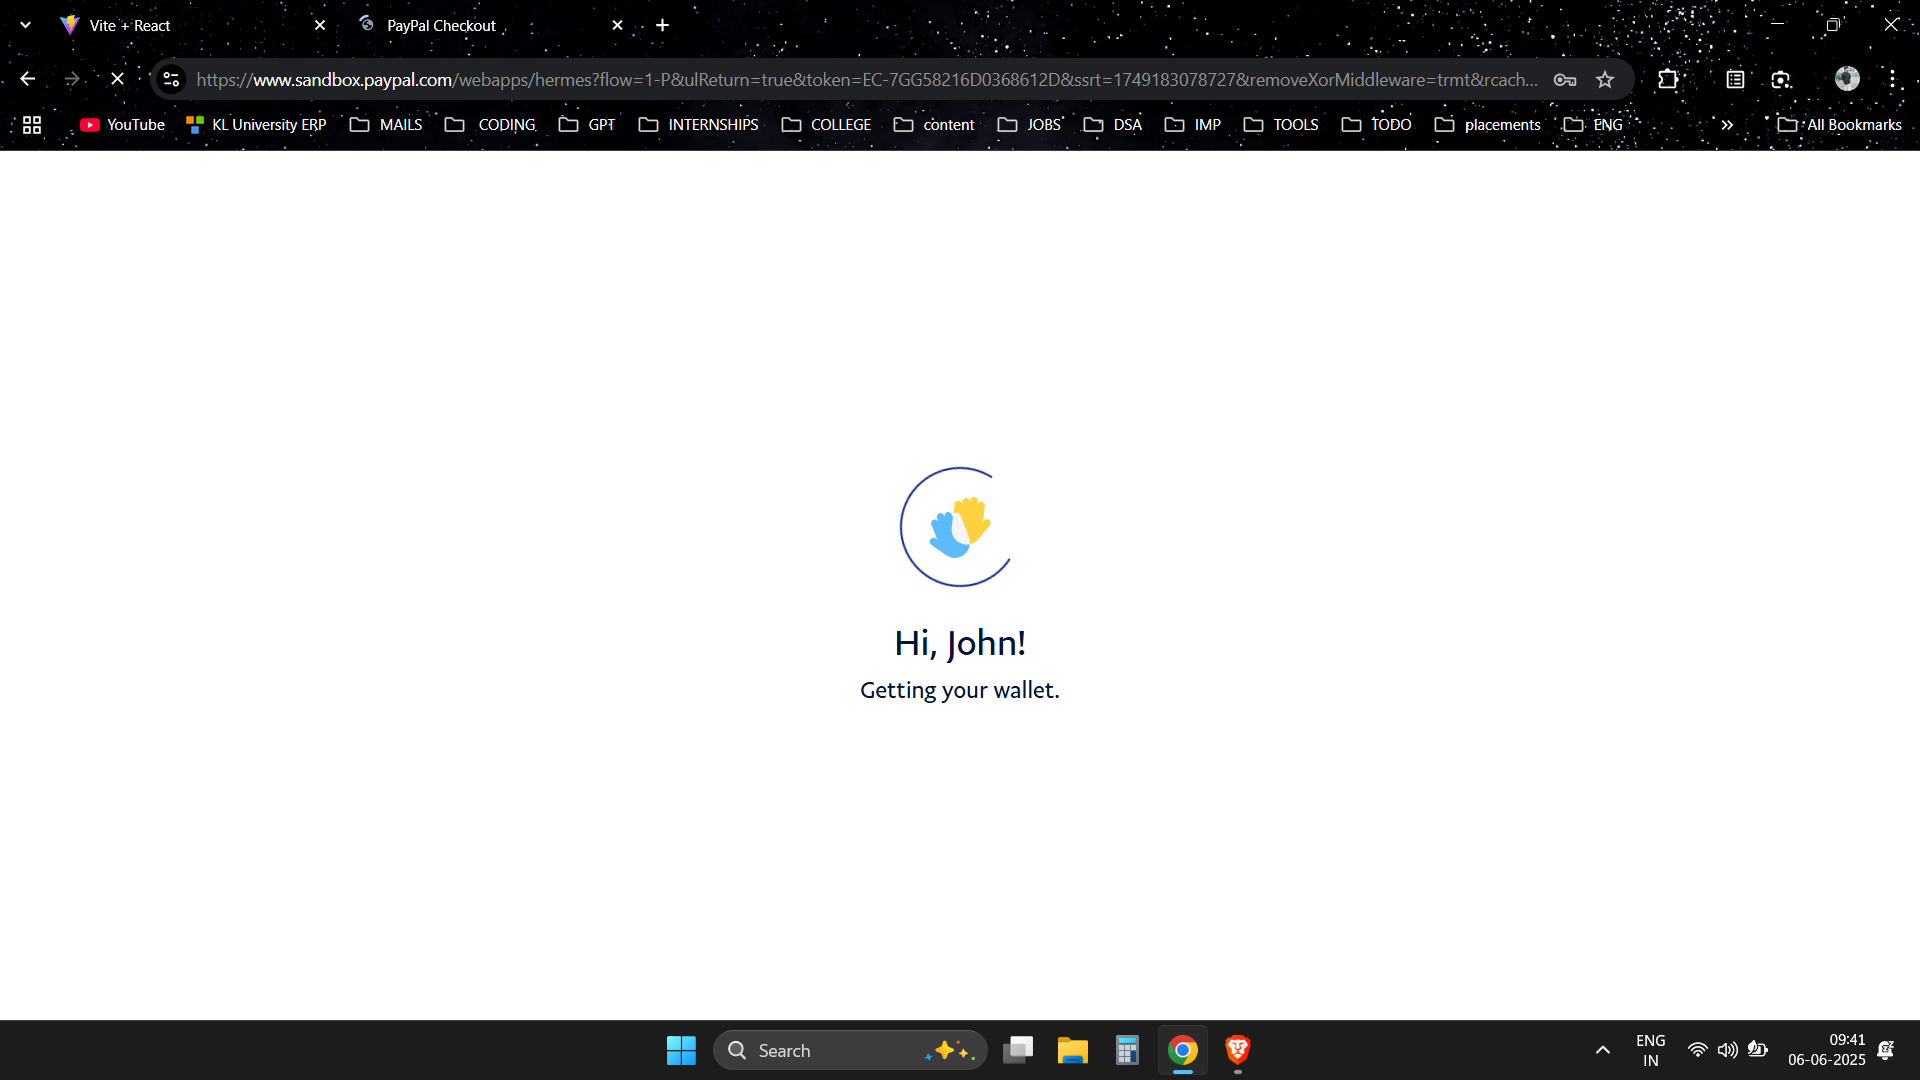 Vite + React
PayPal Checkout
https://www.sandbox.paypal.com/webapps/hermes?flow=1-P&ulReturn=true&token=EC-7GG58216D0368612D&ssrt=1749183078727&removeXorMiddleware=trmt&rcach...
YouTube KL University ERP MAILS CODING GPT INTERNSHIPS COLLEGE content JOBS DSA IMP TOOLS TODO placements ENG » All Bookmarks
Hi, John!
Getting your wallet.
Search
ENG
IN
09:41
06-06-2025